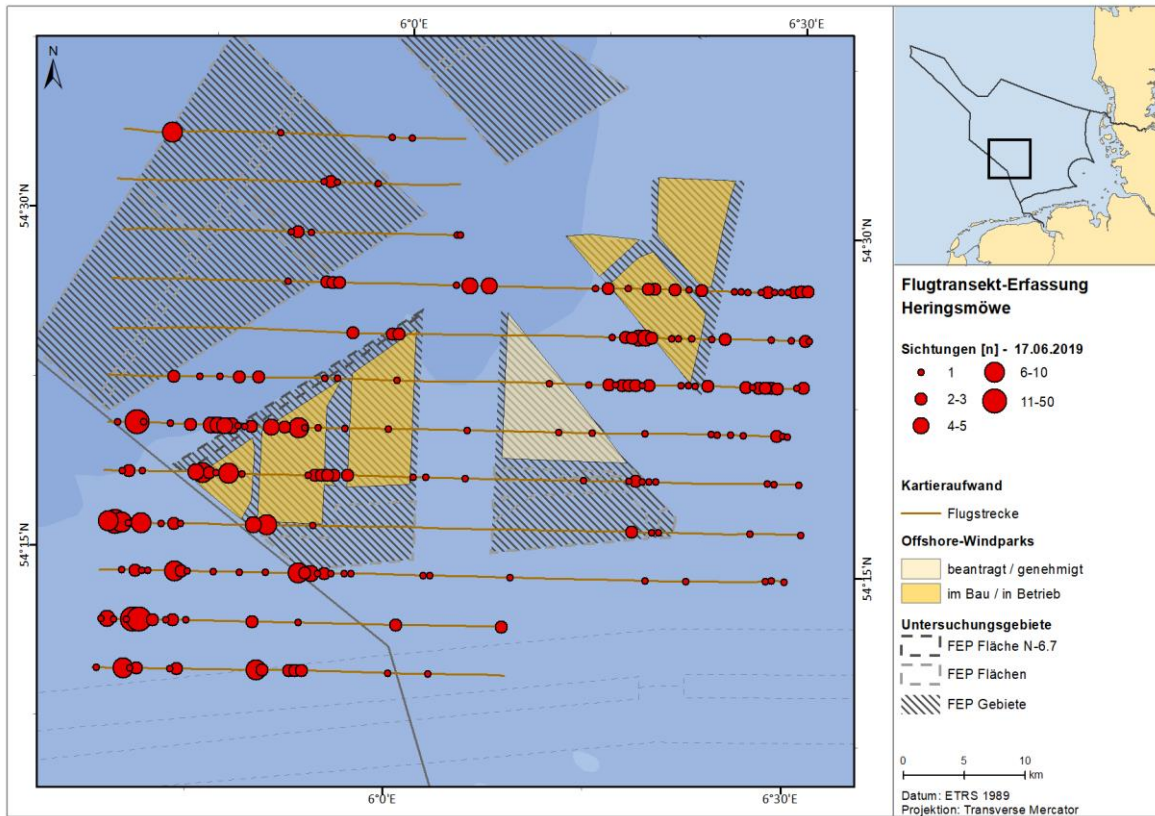 6°0'E
6°30'E
N
54°30'N
54°30'N
54°15'N
54°15'N
6°0'E
6°30'E
Flugtransekt-Erfassung
Heringsmöwe
Sichtungen [n] - 17.06.2019
1
6-10
2-3
11-50
4-5
Kartieraufwand
Flugstrecke
Offshore-Windparks
beantragt / genehmigt
im Bau / in Betrieb
Untersuchungsgebiete
FEP Fläche N-6.7
FEP Flächen
FEP Gebiete
0 5 10
km
Datum: ETRS 1989
Projektion: Transverse Mercator